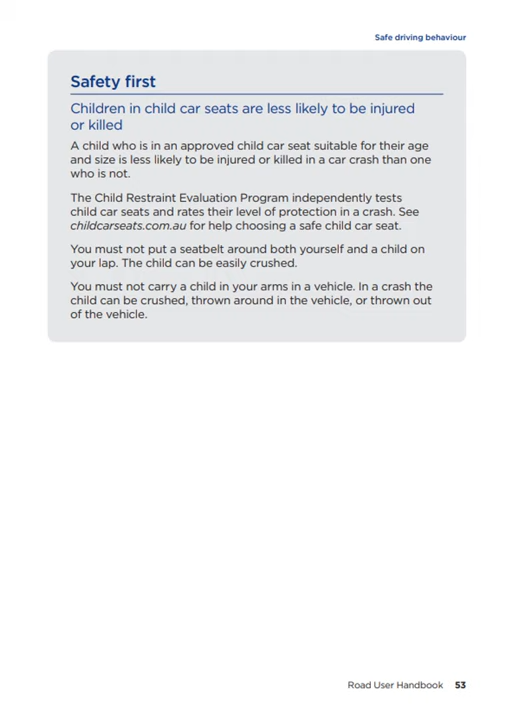 Safe driving behaviour
Safety first
Children in child car seats are less likely to be injured
or killed
A child who is in an approved child car seat suitable for their age
and size is less likely to be injured or killed in a car crash than one
who is not.
The Child Restraint Evaluation Program independently tests
child car seats and rates their level of protection in a crash. See
childcarseats.com.au for help choosing a safe child car seat.
You must not put a seatbelt around both yourself and a child on
your lap. The child can be easily crushed.
You must not carry a child in your arms in a vehicle. In a crash the
child can be crushed, thrown around in the vehicle, or thrown out
of the vehicle.
Road User Handbook 53